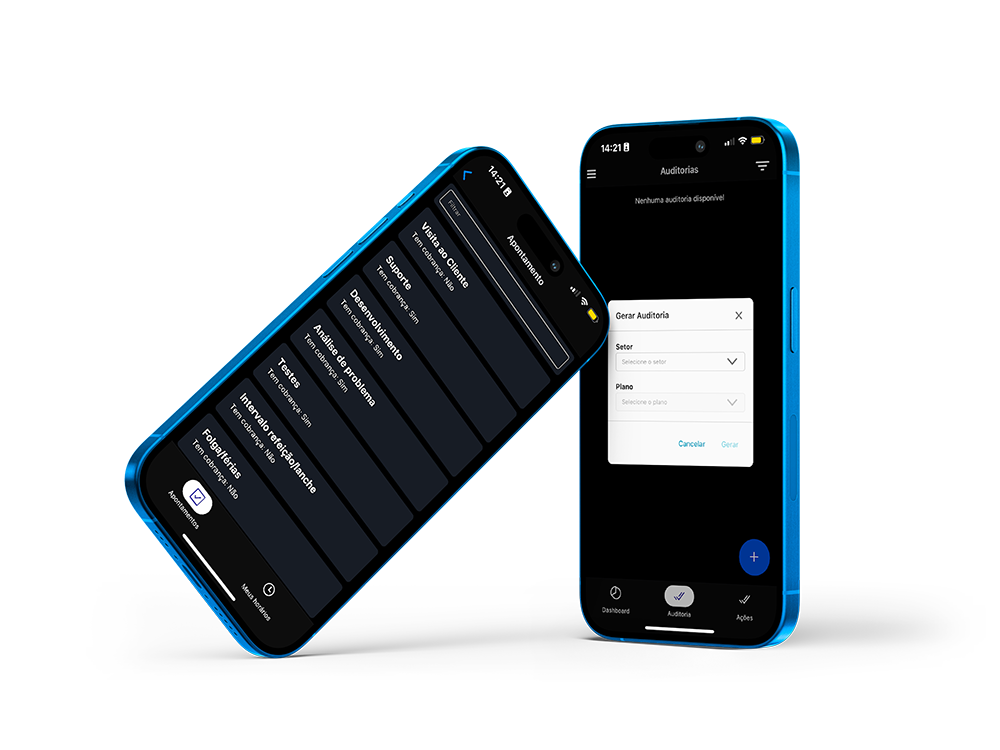 14:21
Apontamento
Filtrar
Visita ao Cliente
Tem cobrança: Não
Suporte
Tem cobrança: Sim
Desenvolvimento
Tem cobrança: Sim
Análise de problema
Tem cobrança: Sim
Testes
Tem cobrança: Sim
Intervalo refeição/lanche
Tem cobrança: Não
Folga/férias
Tem cobrança: Não
Apontamentos
Meus horários
14:21
Auditorias
Nenhuma auditoria disponível
Gerar Auditoria
Setor
Selecione o setor
Plano
Selecione o plano
Cancelar Gerar
Dashboard
Auditoria
Ações